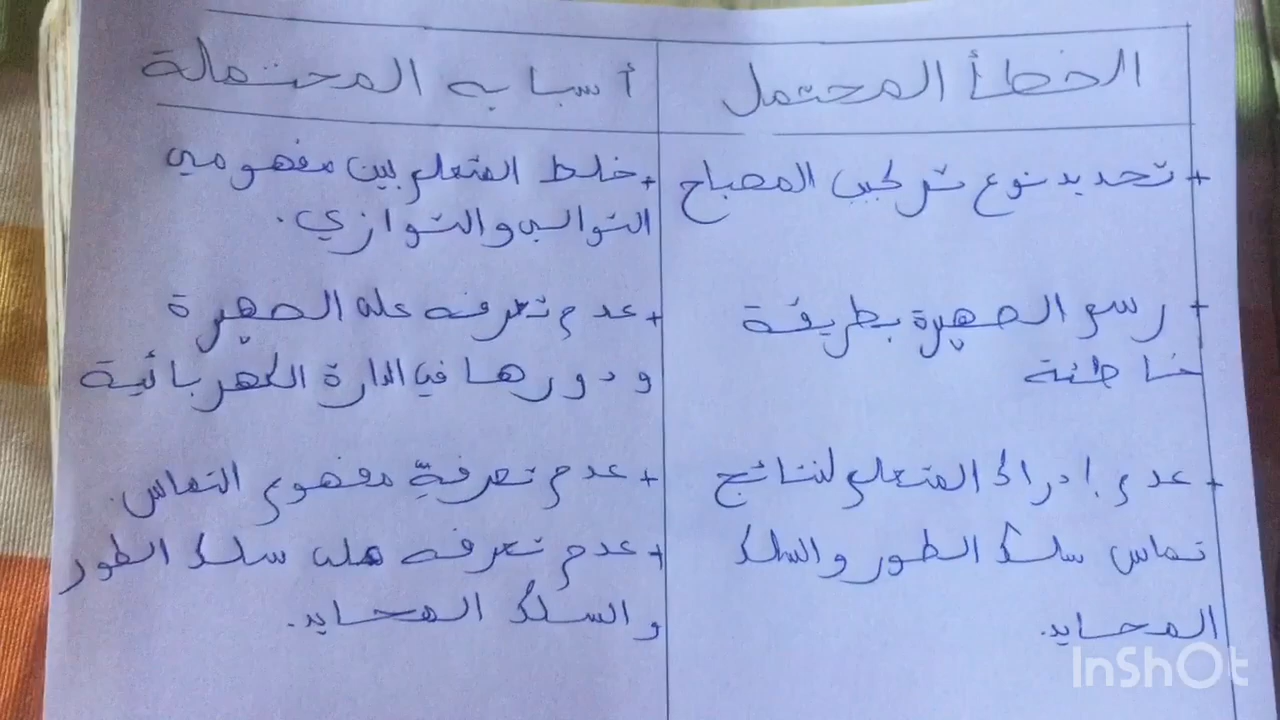 الخطأ المحتمل
أسبابه المحتملة
+ تحديد نوع تركيب المصباح
+ خلط المتعلم بين مفهومي
التوالي والتوازي.
+ رسم الصهيرة بطريقة
خاطئة
+ عدم تعرفه على الصهيرة
ودورها في الدارة الكهربائية
+ عدم إدراك المتعلم لنتائج
تماس سلك الطور والسلك
المحايد.
+ عدم تعرفه مفهوم التماس.
+ عدم تعرفه على سلك الطور
والسلك المحايد.
InShOt